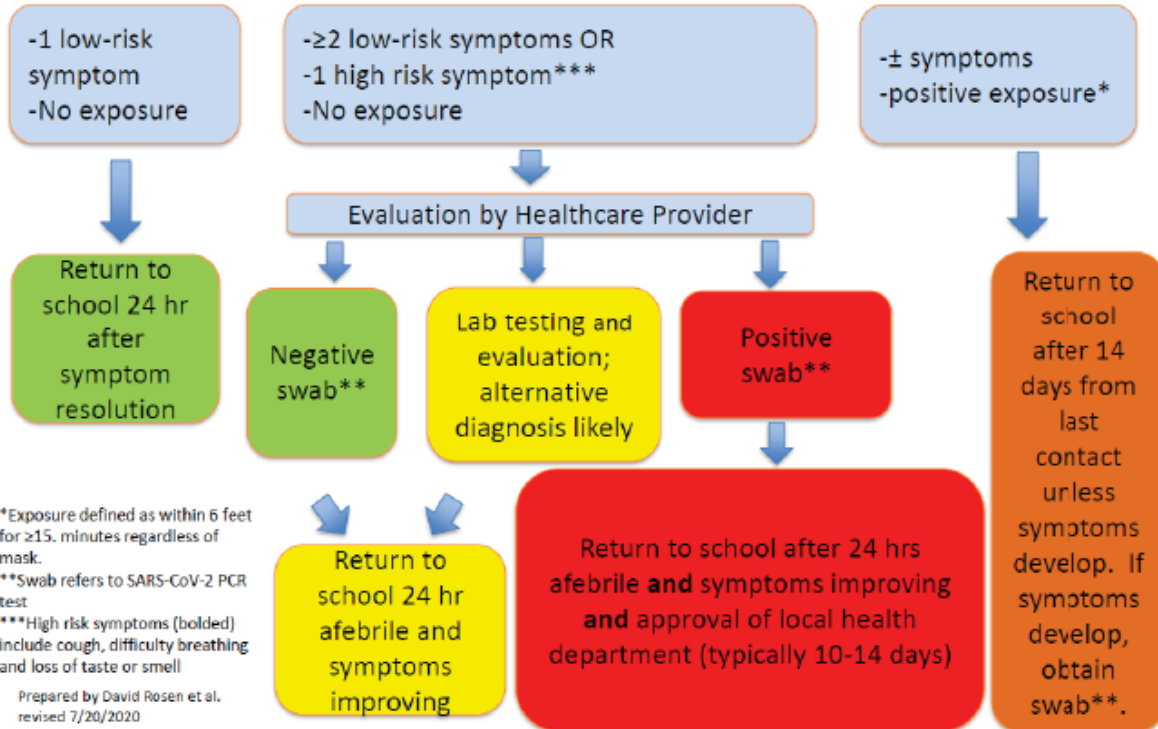 -1 low-risk
symptom
-No exposure
-≥2 low-risk symptoms OR
-1 high risk symptom***
-No exposure
-± symptoms
-positive exposure*
Evaluation by Healthcare Provider
Return to
school 24 hr
after
symptom
resolution
Negative
swab**
Lab testing and
evaluation;
alternative
diagnosis likely
Positive
swab**
Return to
school 24 hr
afebrile and
symptoms
improving
Return to school after 24 hrs
afebrile and symptoms improving
and approval of local health
department (typically 10-14 days)
Return to
school
after 14
days from
last
contact
unless
symptoms
develop. If
symptoms
develop,
obtain
swab**.
*Exposure defined as within 6 feet
for ≥15. minutes regardless of
mask.
**Swab refers to SARS-CoV-2 PCR
test
***High risk symptoms (bolded)
include cough, difficulty breathing
and loss of taste or smell
Prepared by David Rosen et al.
revised 7/20/2020